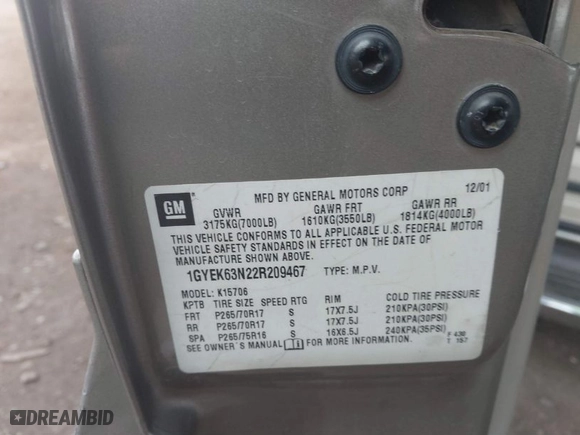 GM
MFD BY GENERAL MOTORS CORP 12/01
GVWR GAWR FRT GAWR RR
3175KG(7000LB) 1610KG(3550LB) 1814KG(4000LB)
THIS VEHICLE CONFORMS TO ALL APPLICABLE U.S. FEDERAL MOTOR
VEHICLE SAFETY STANDARDS IN EFFECT ON THE DATE OF
MANUFACTURE SHOWN ABOVE.
1GYEK63N22R209467 TYPE: M.P.V.
MODEL: K15706
KPTB TIRE SIZE SPEED RTG RIM COLD TIRE PRESSURE
FRT P265/70R17 S 17X7.5J 210KPA(30PSI)
RR P265/70R17 S 17X7.5J 210KPA(30PSI)
SPA P265/75R16 S 16X6.5J 240KPA(35PSI)
SEE OWNER'S MANUAL FOR MORE INFORMATION
F 430
T 157
DREAMBID